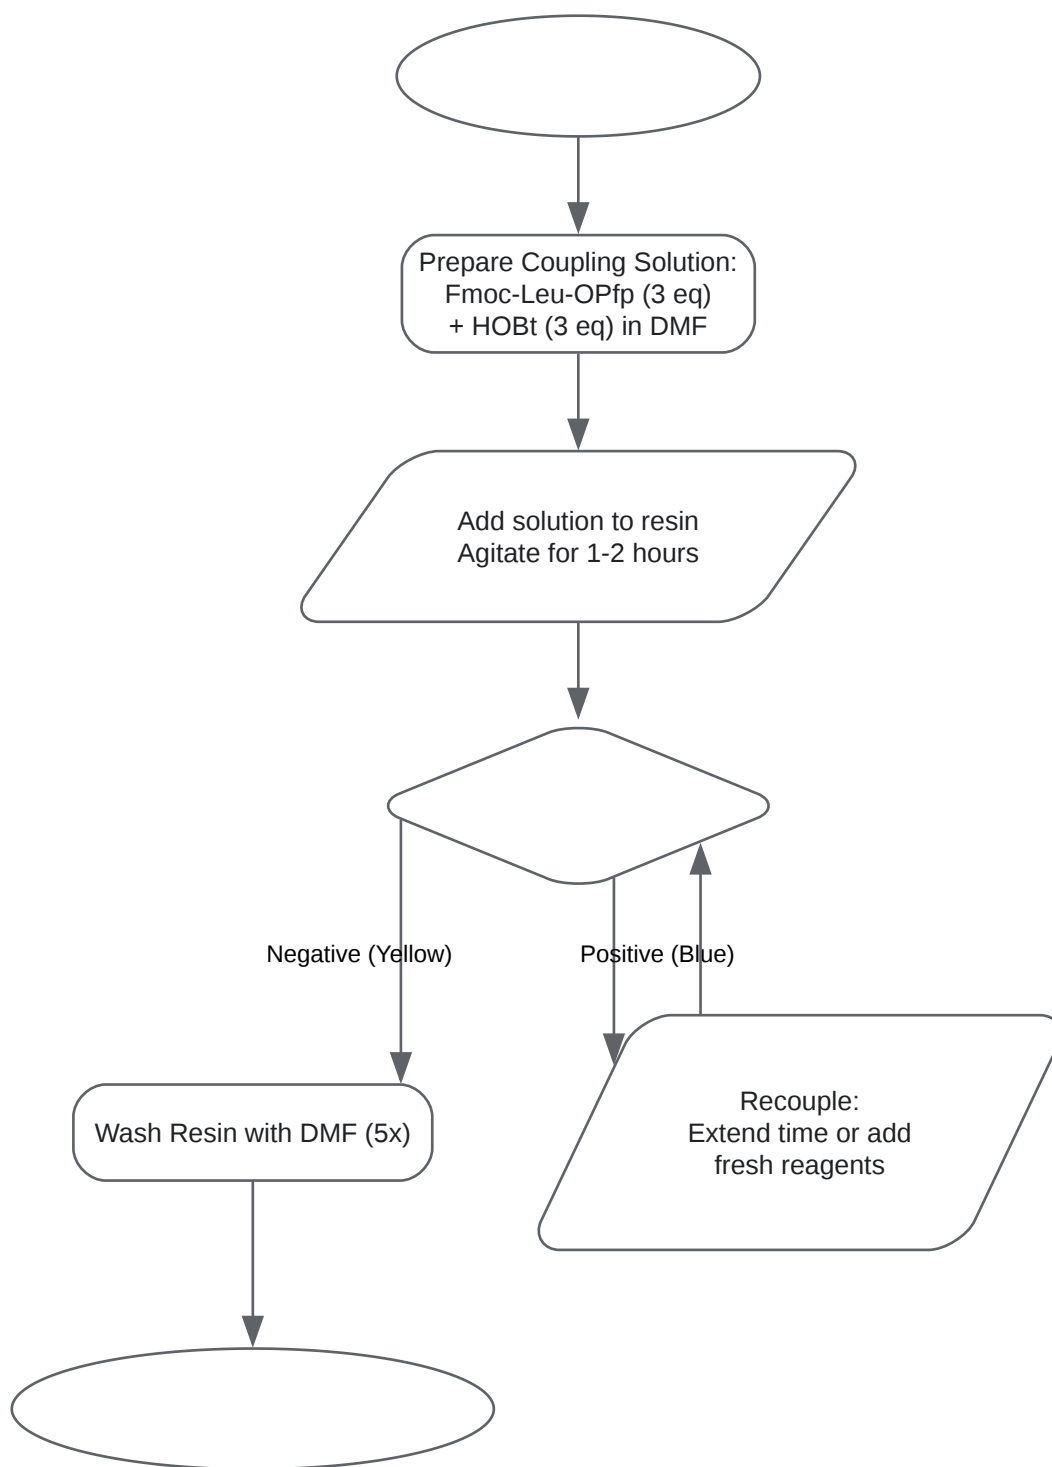 Prepare Coupling Solution:
Fmoc-Leu-OPfp (3 eq)
+ HOBt (3 eq) in DMF
Add solution to resin
Agitate for 1-2 hours
Negative (Yellow)
Positive (Blue)
Wash Resin with DMF (5x)
Recouple:
Extend time or add
fresh reagents